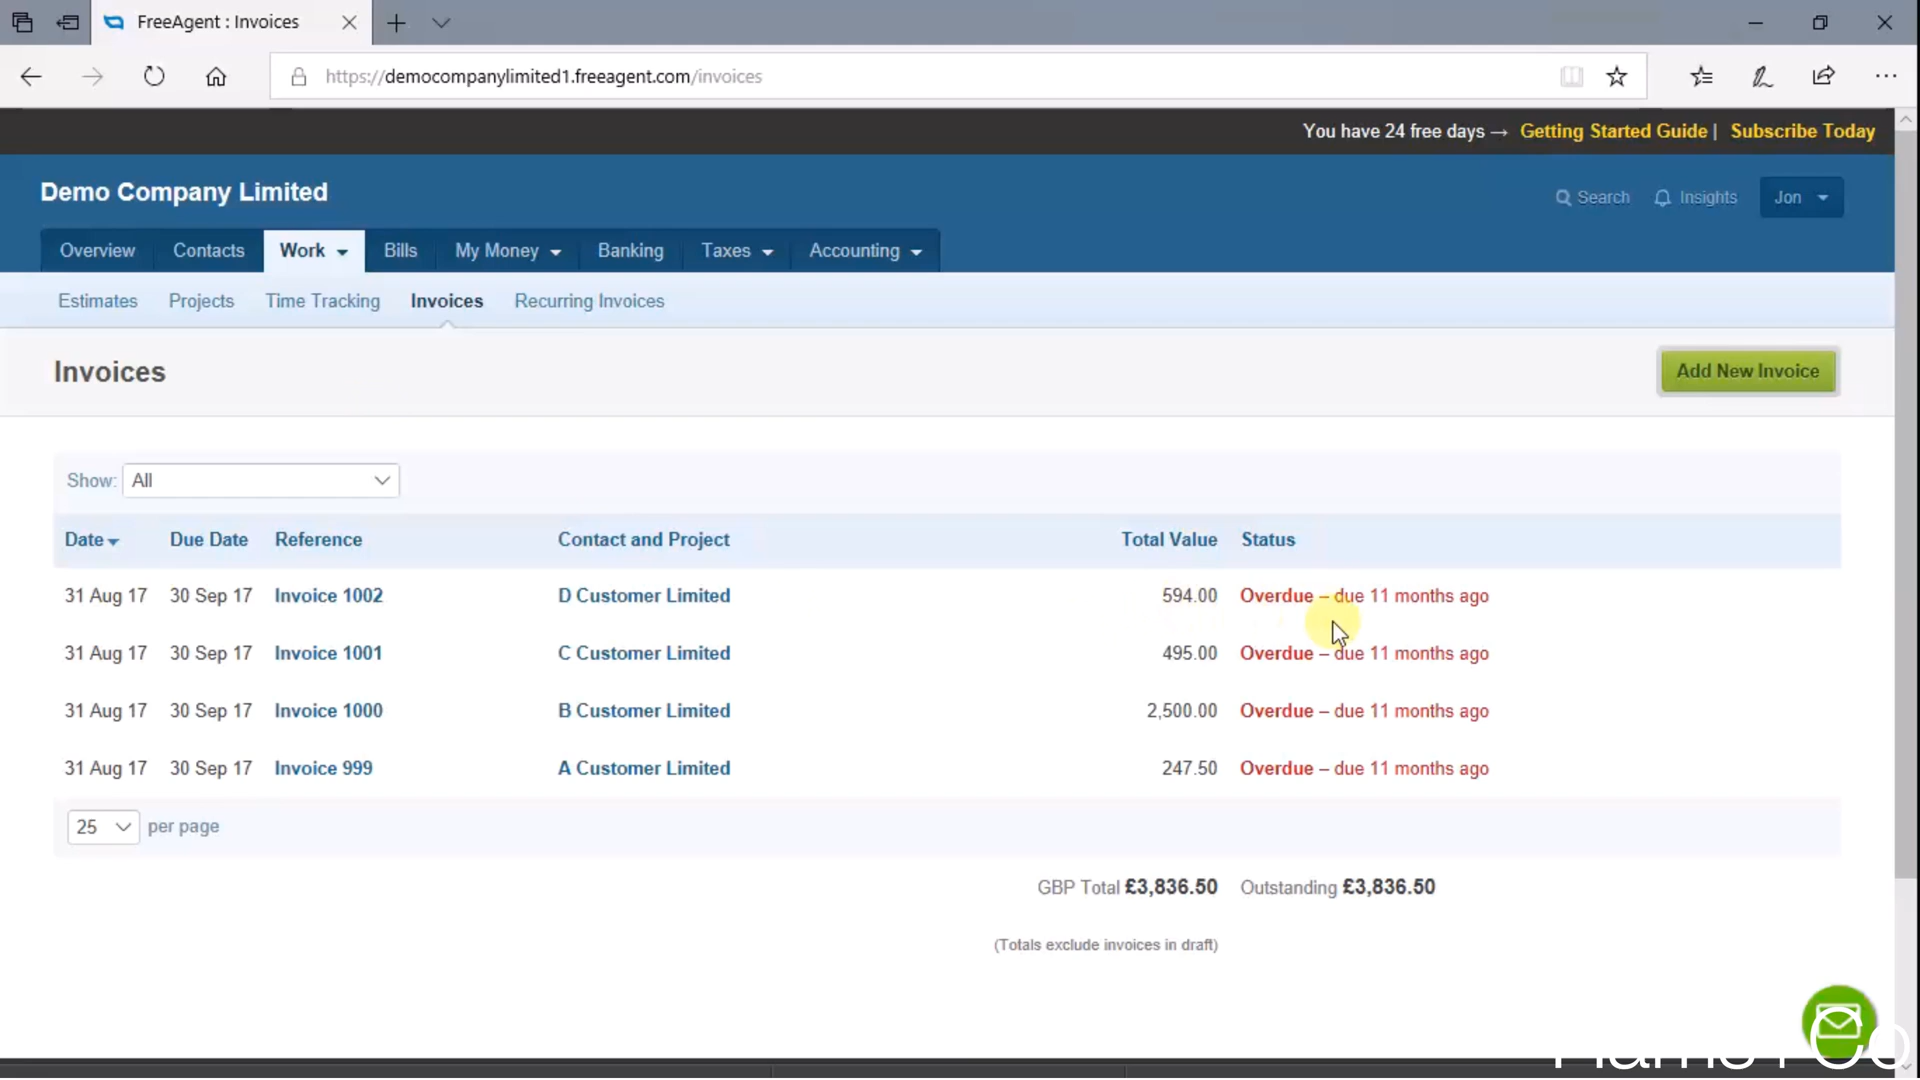 FreeAgent : Invoices
https://democompanylimited1.freeagent.com/invoices
You have 24 free days → Getting Started Guide | Subscribe Today
Demo Company Limited
Search Insights Jon
Overview Contacts Work Bills My Money Banking Taxes Accounting
Estimates Projects Time Tracking Invoices Recurring Invoices
Invoices
Add New Invoice
Show: All
Date Due Date Reference Contact and Project Total Value Status
31 Aug 17 30 Sep 17 Invoice 1002 D Customer Limited 594.00 Overdue – due 11 months ago
31 Aug 17 30 Sep 17 Invoice 1001 C Customer Limited 495.00 Overdue – due 11 months ago
31 Aug 17 30 Sep 17 Invoice 1000 B Customer Limited 2,500.00 Overdue – due 11 months ago
31 Aug 17 30 Sep 17 Invoice 999 A Customer Limited 247.50 Overdue – due 11 months ago
25 per page
GBP Total £3,836.50 Outstanding £3,836.50
(Totals exclude invoices in draft)
Co